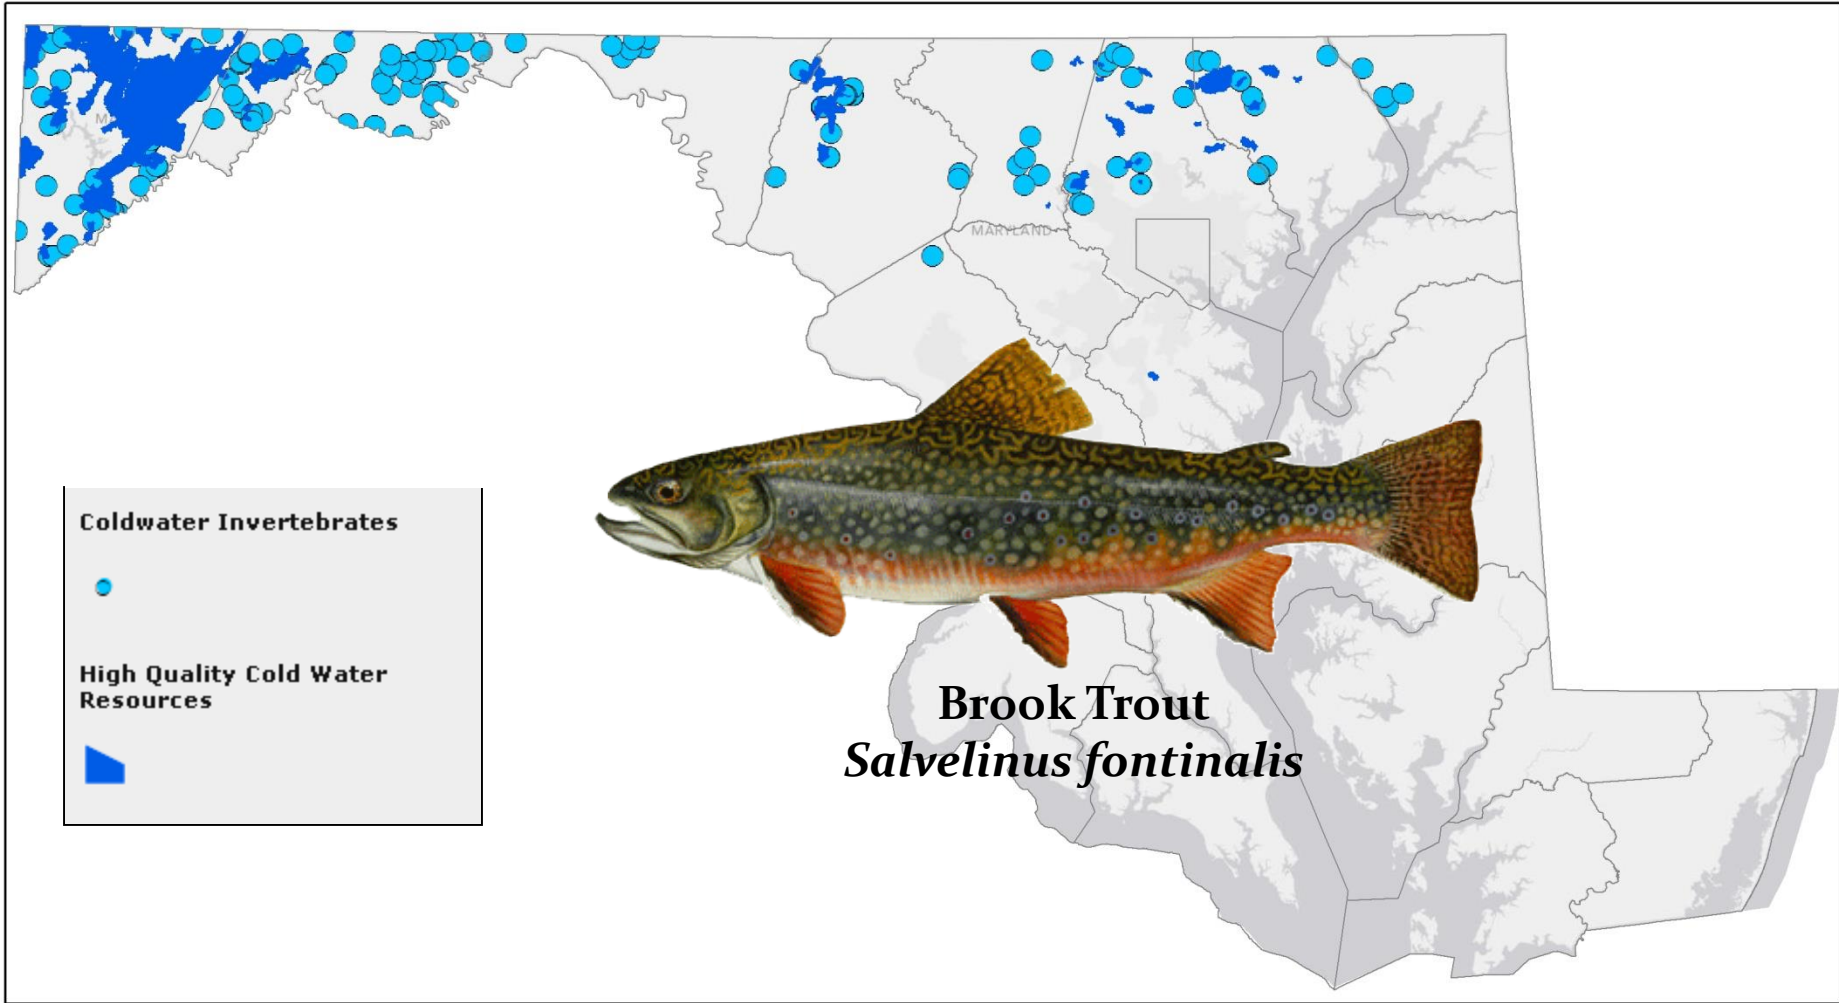 MARYLAND
Coldwater Invertebrates
High Quality Cold Water
Resources
Brook Trout
Salvelinus fontinalis